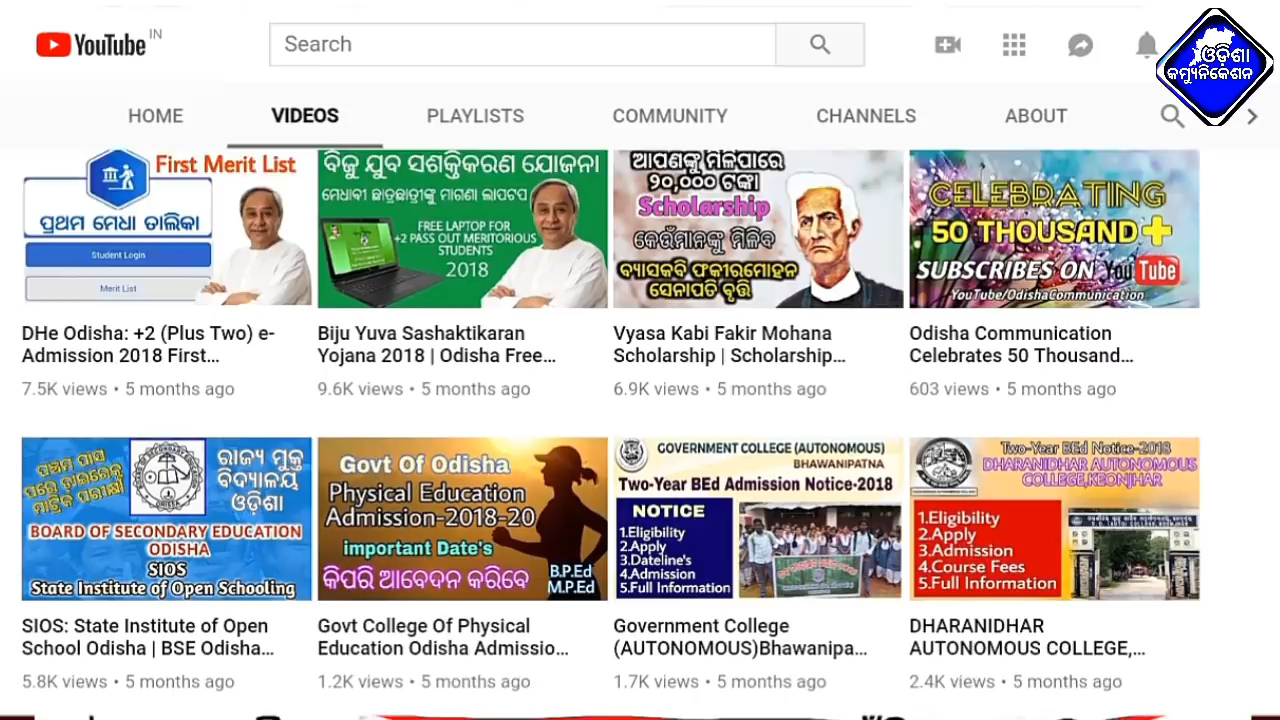 YouTube IN
Search
ଓଡ଼ିଶା
କମ୍ୟୁନିକେଶନ
HOME VIDEOS PLAYLISTS COMMUNITY CHANNELS ABOUT
First Merit List
ପ୍ରଥମ ମେଧା ତାଲିକା
Student Login
Merit List
ବିଜୁ ଯୁବ ସଶକ୍ତିକରଣ ଯୋଜନା
ମେଧାବୀ ଛାତ୍ରଛାତ୍ରୀଙ୍କୁ ମାଗଣା ଲାପଟପ
FREE LAPTOP FOR
+2 PASS OUT MERITORIOUS
STUDENTS
2018
ଆପଣଙ୍କୁ ମିଳିପାରେ
୨୦,୦୦୦ ଟଙ୍କା
Scholarship
କେଉଁମାନଙ୍କୁ ମିଳିବ
ବ୍ୟାସକବି ଫକୀରମୋହନ
ସେନାପତି ବୃତ୍ତି
CELEBRATING
50 THOUSAND+
SUBSCRIBES ON YouTube
YouTube/OdishaCommunication
DHe Odisha: +2 (Plus Two) e-
Admission 2018 First...
7.5K views • 5 months ago
Biju Yuva Sashaktikaran
Yojana 2018 | Odisha Free...
9.6K views • 5 months ago
Vyasa Kabi Fakir Mohana
Scholarship | Scholarship...
6.9K views • 5 months ago
Odisha Communication
Celebrates 50 Thousand...
603 views • 5 months ago
ପଞ୍ଚମ ପାସ
ପରେ ଡାଇରେକ୍ଟ
ମାଟ୍ରିକ ପରୀକ୍ଷା
ରାଜ୍ୟ ମୁକ୍ତ
ବିଦ୍ୟାଳୟ
ଓଡ଼ିଶା
BOARD OF SECONDARY EDUCATION
ODISHA
SIOS
State Institute of Open Schooling
Govt Of Odisha
Physical Education
Admission-2018-20
important Date's
କିପରି ଆବେଦନ କରିବେ
B.P.Ed
M.P.Ed
GOVERNMENT COLLEGE (AUTONOMOUS)
BHAWANIPATNA
Two-Year BEd Admission Notice-2018
NOTICE
1.Eligibility
2.Apply
3.Dateline's
4.Admission
5.Full Information
Two-Year BEd Notice-2018
DHARANIDHAR AUTONOMOUS
COLLEGE,KEONJHAR
1.Eligibility
2.Apply
3.Admission
4.Course Fees
5.Full Information
SIOS: State Institute of Open
School Odisha | BSE Odisha...
5.8K views • 5 months ago
Govt College Of Physical
Education Odisha Admissio...
1.2K views • 5 months ago
Government College
(AUTONOMOUS)Bhawanipa...
1.7K views • 5 months ago
DHARANIDHAR
AUTONOMOUS COLLEGE,...
2.4K views • 5 months ago